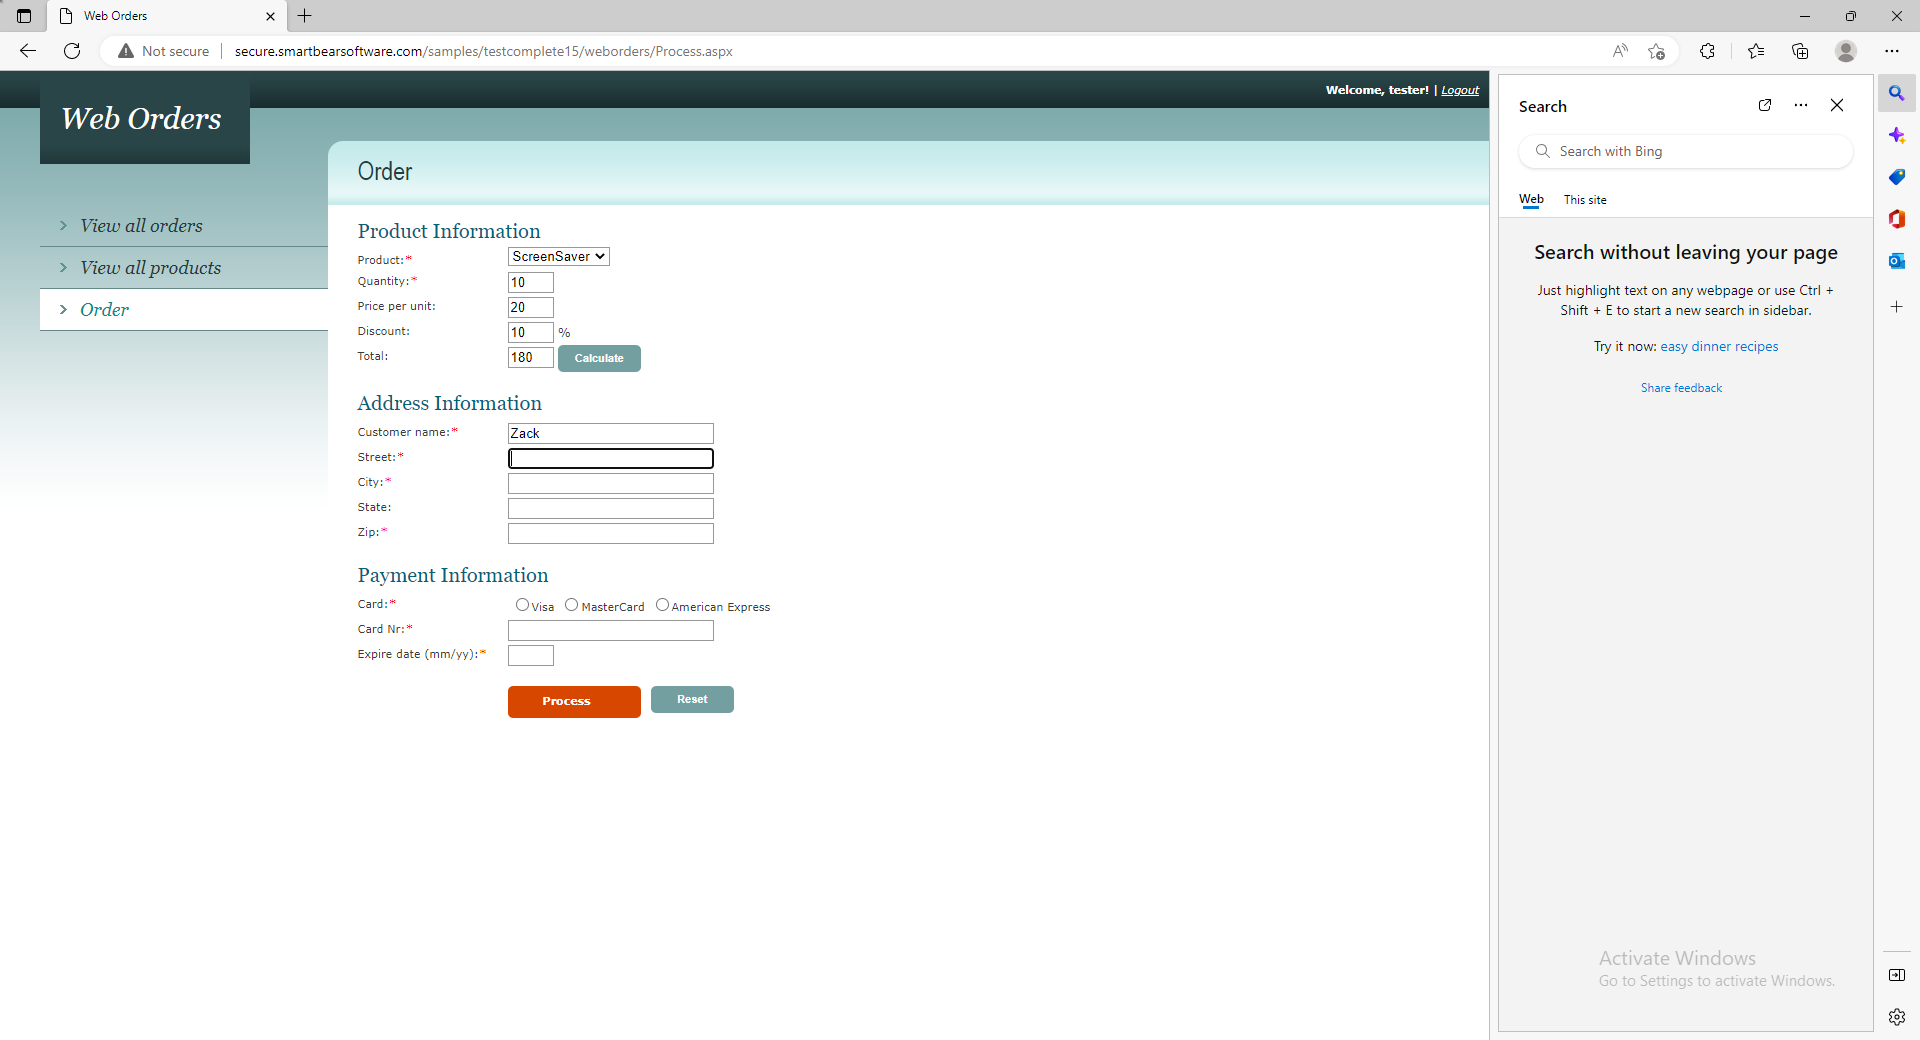 Web Orders
Not secure
secure.smartbearsoftware.com/samples/testcomplete15/weborders/Process.aspx
Welcome, tester! | Logout
Web Orders
View all orders
View all products
Order
Order
Product Information
Product:* ScreenSaver
Quantity:* 10
Price per unit: 20
Discount: 10 %
Total: 180 Calculate
Address Information
Customer name:* Zack
Street:*
City:*
State:
Zip:*
Payment Information
Card:* Visa MasterCard American Express
Card Nr:*
Expire date (mm/yy):*
Process Reset
Search
Search with Bing
Web This site
Search without leaving your page
Just highlight text on any webpage or use Ctrl +
Shift + E to start a new search in sidebar.
Try it now: easy dinner recipes
Share feedback
Activate Windows
Go to Settings to activate Windows.